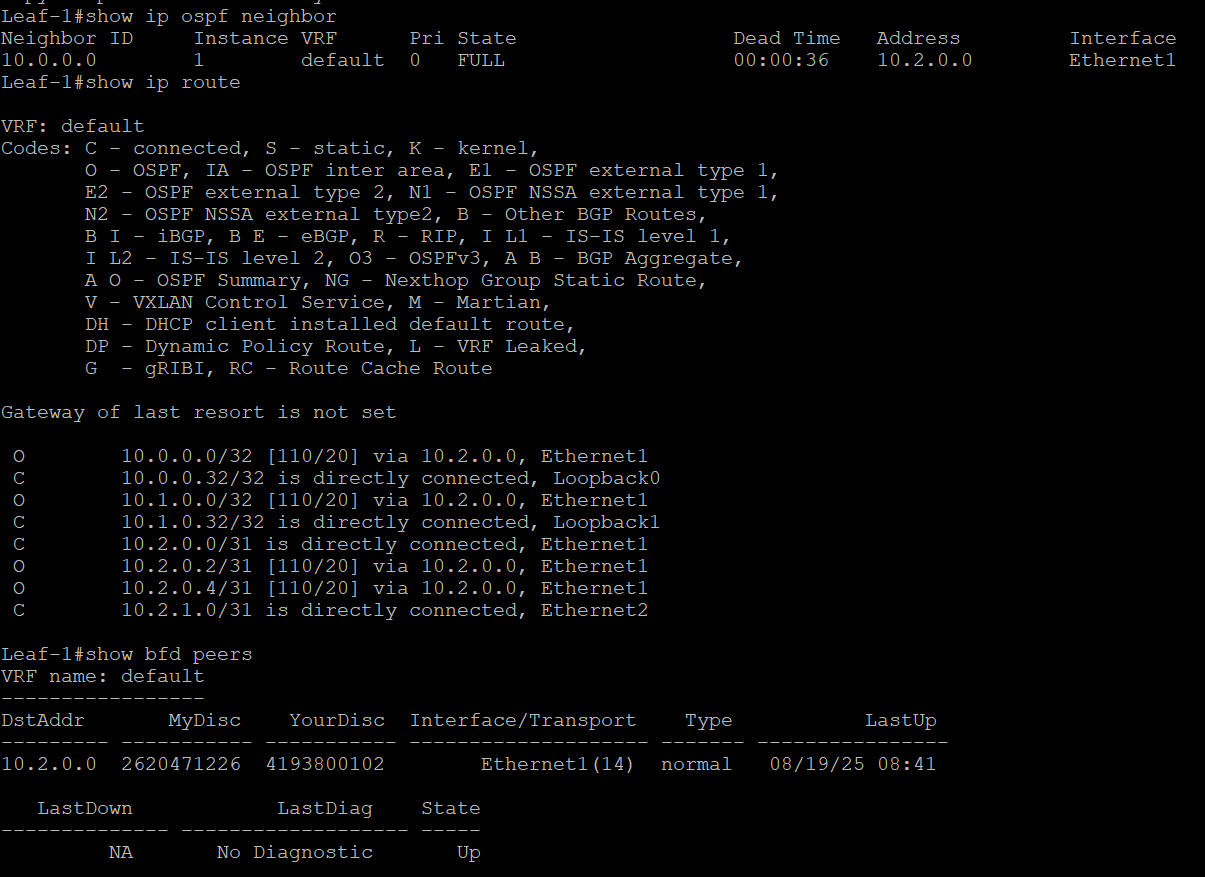 Leaf-1#show ip ospf neighbor
Neighbor ID     Instance VRF      Pri State                  Dead Time   Address         Interface
10.0.0.0        1        default  0   FULL                   00:00:36    10.2.0.0        Ethernet1
Leaf-1#show ip route
VRF: default
Codes: C - connected, S - static, K - kernel,
       O - OSPF, IA - OSPF inter area, E1 - OSPF external type 1,
       E2 - OSPF external type 2, N1 - OSPF NSSA external type 1,
       N2 - OSPF NSSA external type2, B - Other BGP Routes,
       B I - iBGP, B E - eBGP, R - RIP, I L1 - IS-IS level 1,
       I L2 - IS-IS level 2, O3 - OSPFv3, A B - BGP Aggregate,
       A O - OSPF Summary, NG - Nexthop Group Static Route,
       V - VXLAN Control Service, M - Martian,
       DH - DHCP client installed default route,
       DP - Dynamic Policy Route, L - VRF Leaked,
       G  - gRIBI, RC - Route Cache Route
Gateway of last resort is not set
 O        10.0.0.0/32 [110/20] via 10.2.0.0, Ethernet1
 C        10.0.0.32/32 is directly connected, Loopback0
 O        10.1.0.0/32 [110/20] via 10.2.0.0, Ethernet1
 C        10.1.0.32/32 is directly connected, Loopback1
 C        10.2.0.0/31 is directly connected, Ethernet1
 O        10.2.0.2/31 [110/20] via 10.2.0.0, Ethernet1
 O        10.2.0.4/31 [110/20] via 10.2.0.0, Ethernet1
 C        10.2.1.0/31 is directly connected, Ethernet2
Leaf-1#show bfd peers
VRF name: default
-----------------
DstAddr       MyDisc    YourDisc  Interface/Transport    Type           LastUp
--------- ----------- ----------- -------------------- ------- ----------------
10.2.0.0  2620471226  4193800102        Ethernet1(14)  normal   08/19/25 08:41
   LastDown            LastDiag    State
-------------- ------------------- -----
         NA       No Diagnostic       Up